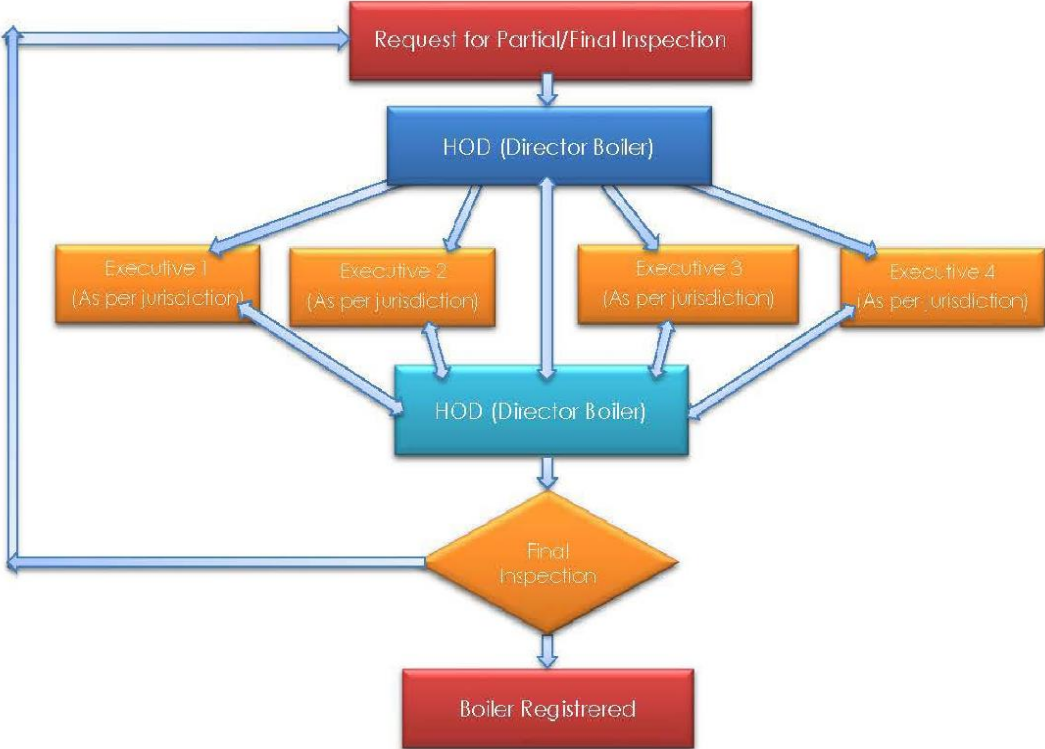 Request for Partial/Final Inspection
HOD (Director Boiler)
Executive 1
(As per jurisdiction)
Executive 2
(As per jurisdiction)
Executive 3
(As per jurisdiction)
Executive 4
(As per jurisdiction)
HOD (Director Boiler)
Final
Inspection
Boiler Registrered